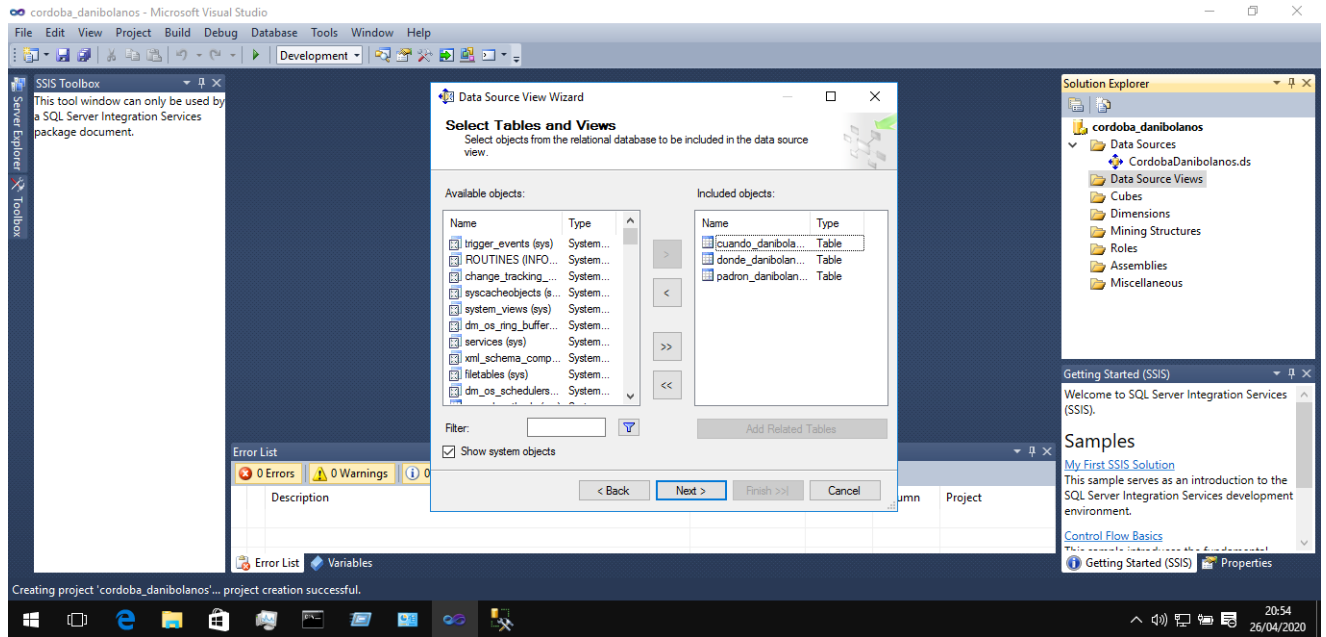 cordoba_danibolanos - Microsoft Visual Studio
File Edit View Project Build Debug Database Tools Window Help
Development
Server Explorer
Toolbox
SSIS Toolbox
This tool window can only be used by
a SQL Server Integration Services
package document.
Data Source View Wizard
Select Tables and Views
Select objects from the relational database to be included in the data source
view.
Available objects:
Name Type
trigger_events (sys) System...
ROUTINES (INFO... System...
change_tracking_... System...
syscacheobjects (s... System...
system_views (sys) System...
dm_os_ring_buffer... System...
services (sys) System...
xml_schema_comp... System...
filetables (sys) System...
dm_os_schedulers... System...
>
<
>>
<<
Included objects:
Name Type
cuando_danibola... Table
donde_danibolan... Table
padron_danibolan... Table
Filter:
Add Related Tables
Show system objects
< Back Next > Finish >>| Cancel
Error List
0 Errors 0 Warnings 0
Description umn Project
Error List Variables
Solution Explorer
cordoba_danibolanos
Data Sources
CordobaDanibolanos.ds
Data Source Views
Cubes
Dimensions
Mining Structures
Roles
Assemblies
Miscellaneous
Getting Started (SSIS)
Welcome to SQL Server Integration Services
(SSIS).
Samples
My First SSIS Solution
This sample serves as an introduction to the
SQL Server Integration Services development
environment.
Control Flow Basics
This sample introduces the fundamental
Getting Started (SSIS) Properties
Creating project 'cordoba_danibolanos'... project creation successful.
20:54
26/04/2020